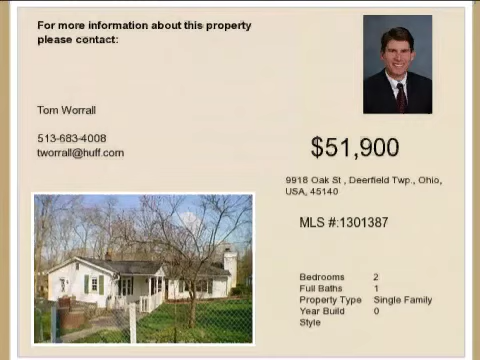 For more information about this property
please contact:
Tom Worrall
513-683-4008
tworrall@huff.com
$51,900
9918 Oak St , Deerfield Twp., Ohio,
USA, 45140
MLS #:1301387
Bedrooms 2
Full Baths 1
Property Type Single Family
Year Build 0
Style